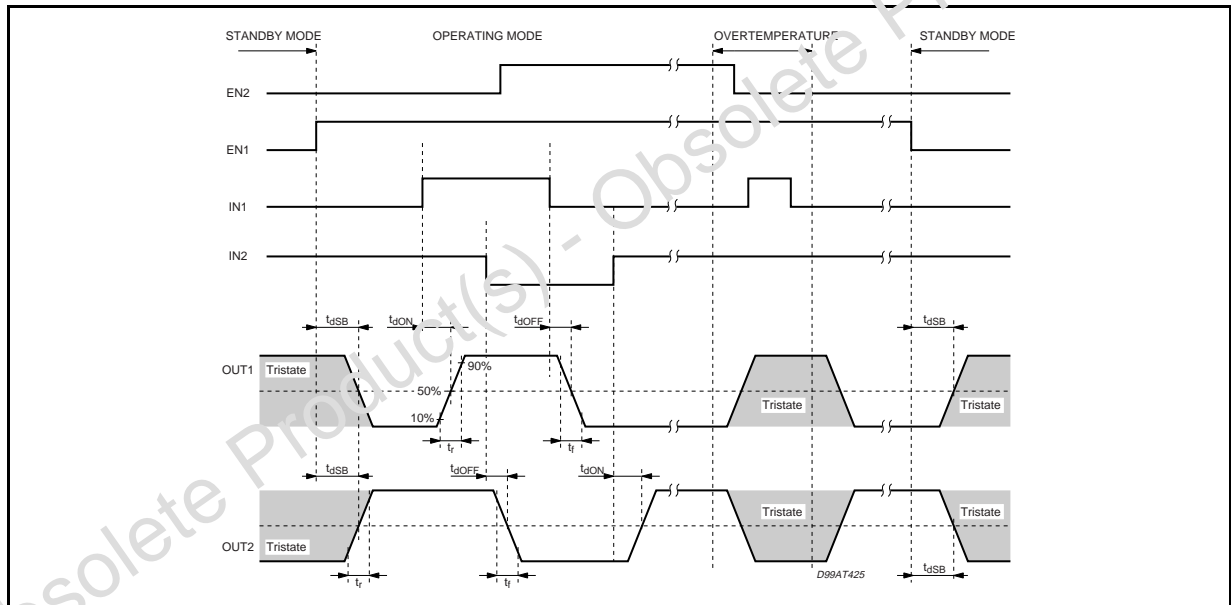 STANDBY MODE OPERATING MODE OVERTEMPERATURE STANDBY MODE
EN2
EN1
IN1
IN2
tdSB tdON tdOFF tdSB
OUT1 Tristate 90%
50%
Tristate Tristate
10%
tr tf
tdSB tdOFF tdON
Tristate Tristate
OUT2 Tristate
D99AT425
tr tf tdSB
Obsolete Product(s) - Obsolete Pr